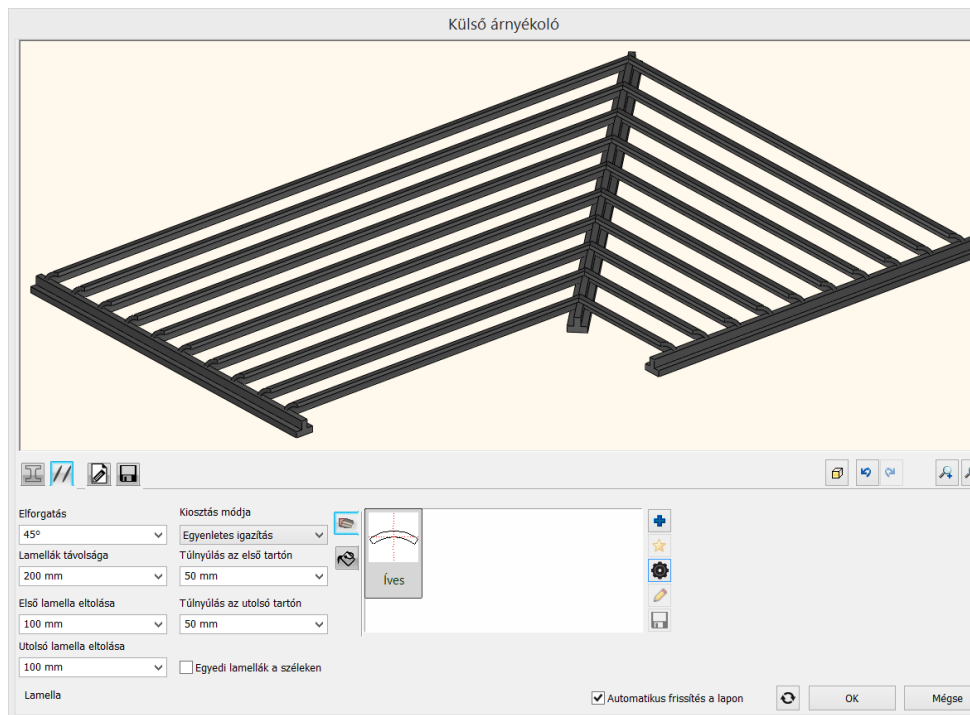 Külső árnyékoló
Elforgatás
45°
Lamellák távolsága
200 mm
Első lamella eltolása
100 mm
Utolsó lamella eltolása
100 mm
Lamella
Kiosztás módja
Egyenletes igazítás
Túlnyúlás az első tartón
50 mm
Túlnyúlás az utolsó tartón
50 mm
Egyedi lamellák a széleken
Íves
Automatikus frissítés a lapon
OK
Mégse